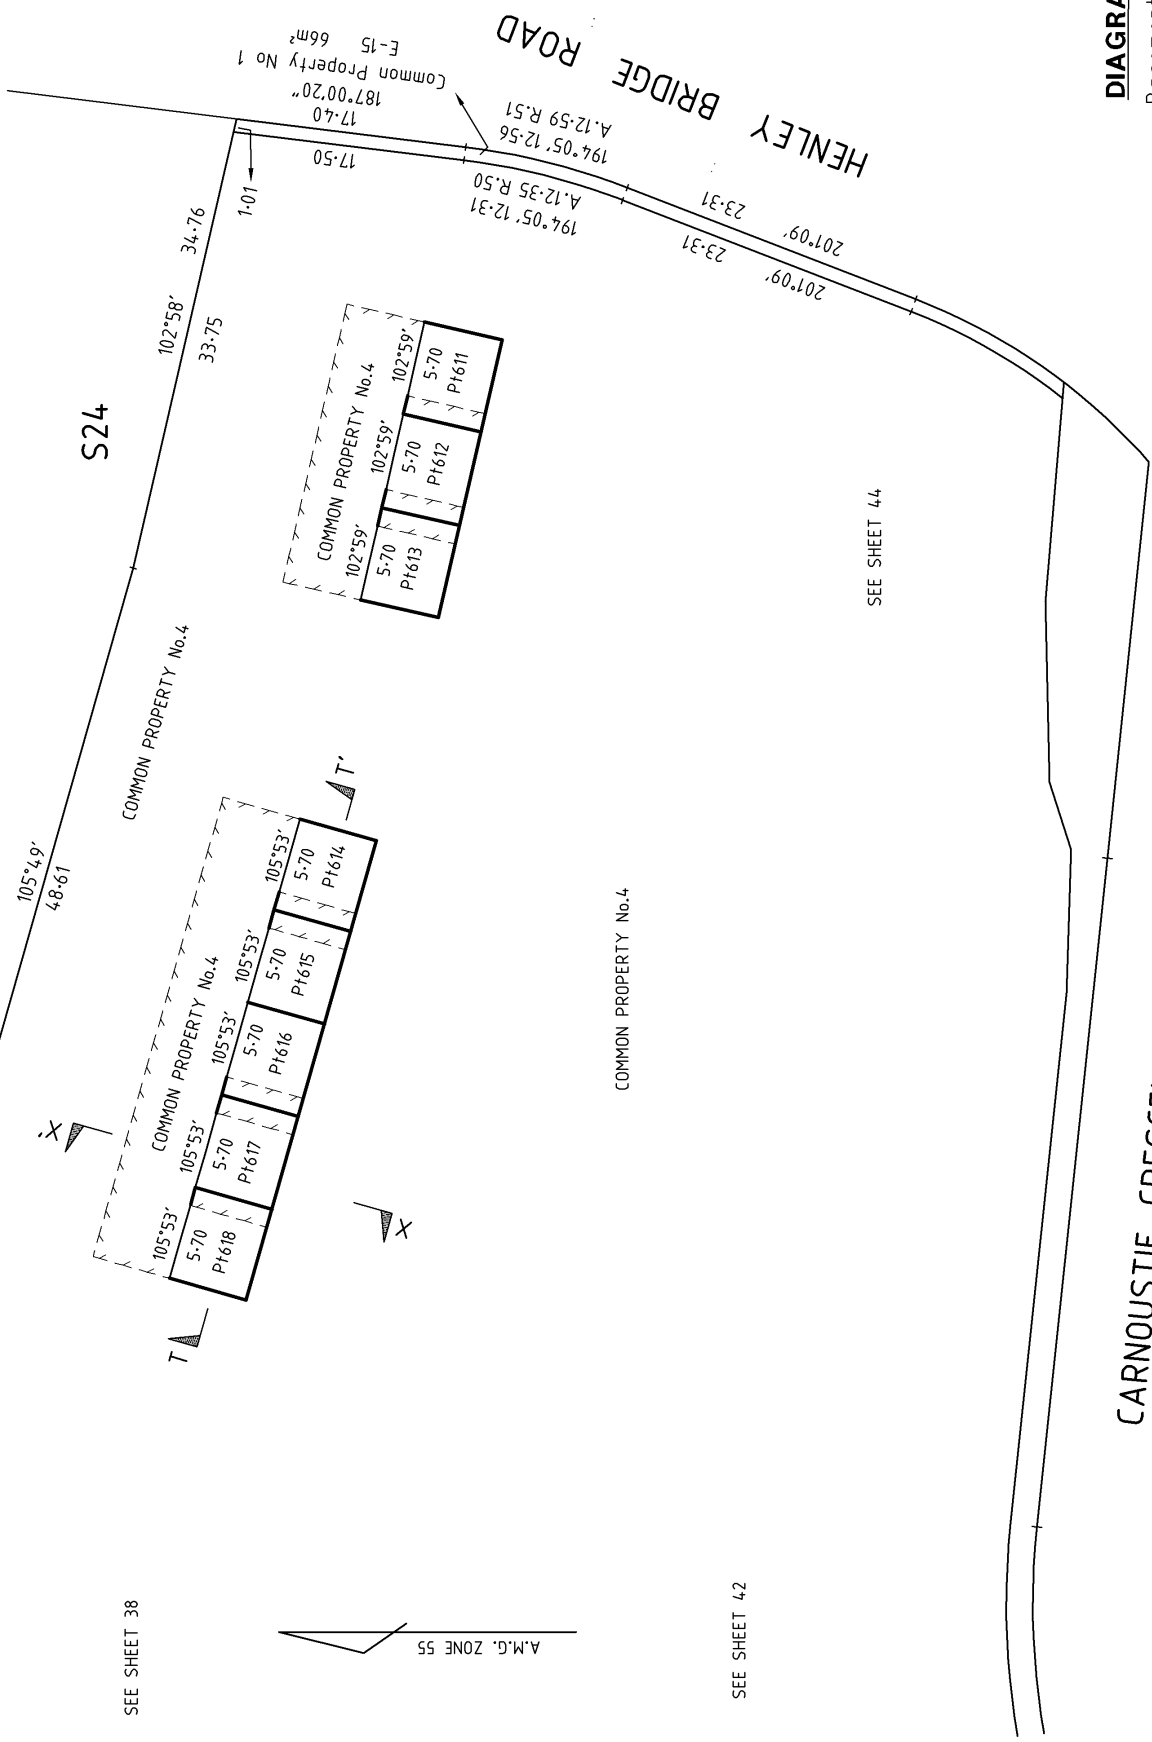 HENLEY BRIDGE ROAD
Common Property No 1
E-15 66m²
187°00'20"
17·40
17·50
1·01
194°05' 12·56
A.12·59 R.51
194°05' 12·31
A.12·35 R.50
23·31
201°09'
23·31
201°09'
34·76
102°58'
33·75
S24
COMMON PROPERTY No.4
102°59'
5·70
Pt611
102°59'
5·70
Pt612
102°59'
5·70
Pt613
SEE SHEET 44
COMMON PROPERTY No.4
105°49'
48·61
T'
COMMON PROPERTY No.4
105°53'
5·70
Pt614
105°53'
5·70
Pt615
105°53'
5·70
Pt616
105°53'
5·70
Pt617
105°53'
5·70
Pt618
X'
X
T
COMMON PROPERTY No.4
SEE SHEET 38
A.M.G. ZONE 55
SEE SHEET 42
CARNOUSTIE
DIAGRA